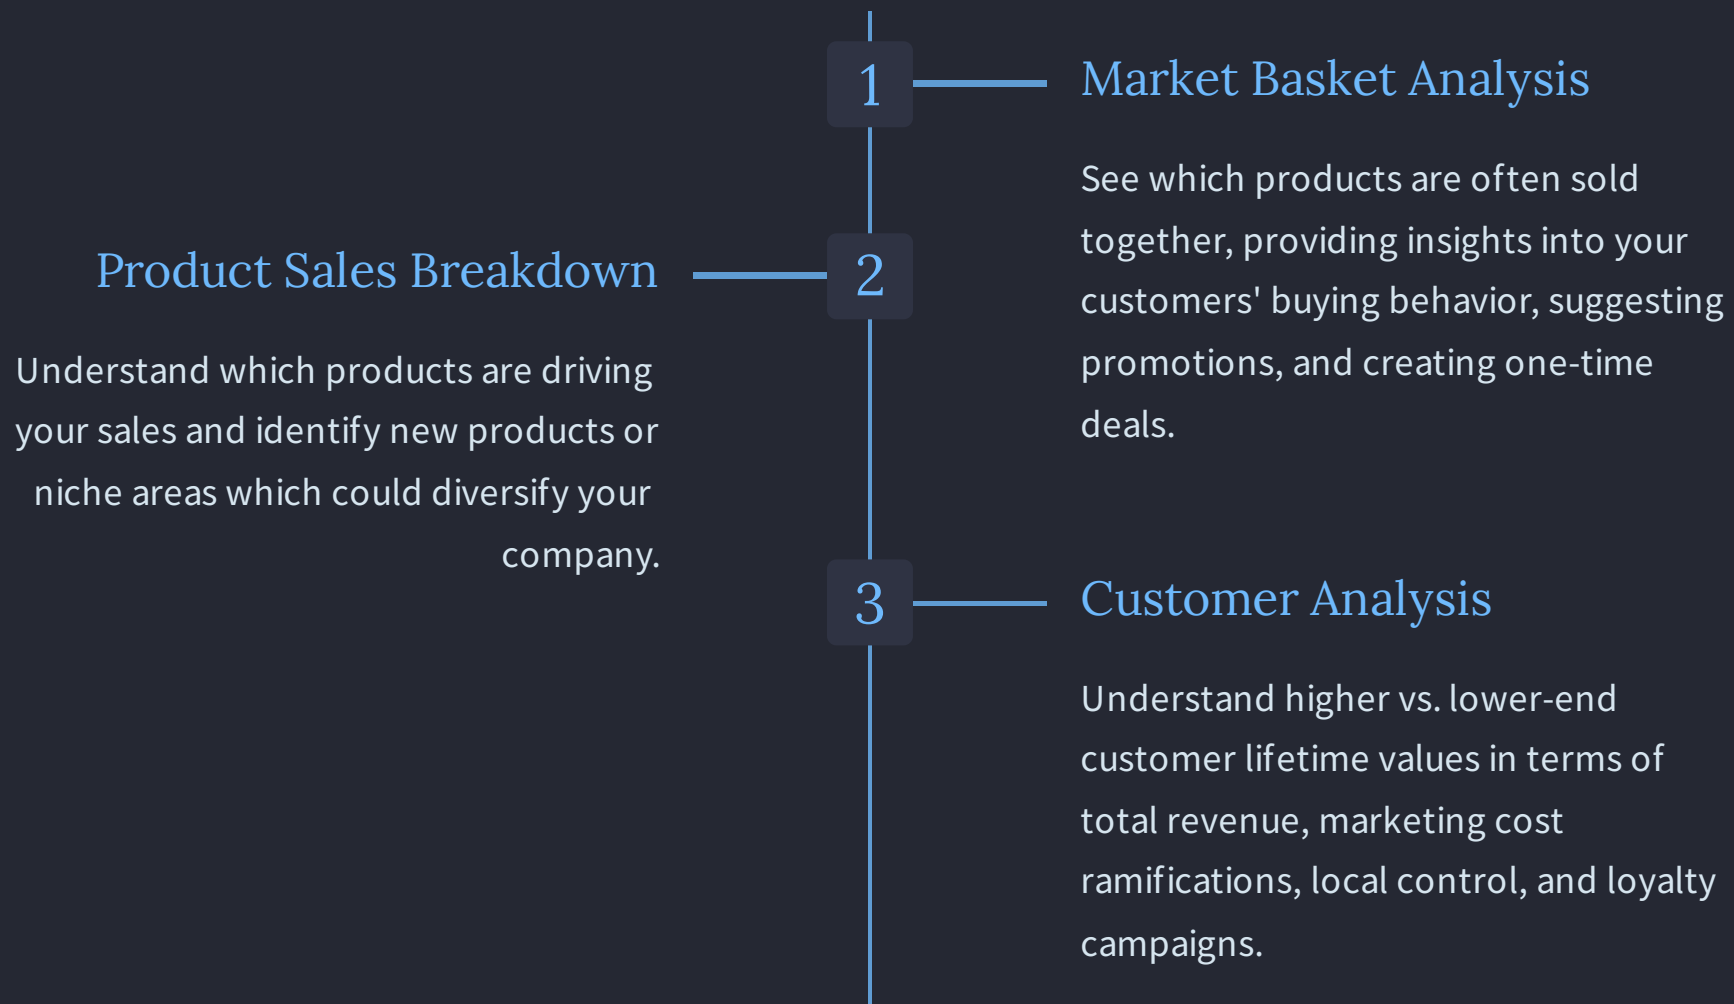 1
Market Basket Analysis
See which products are often sold
together, providing insights into your
customers' buying behavior, suggesting
promotions, and creating one-time
deals.
2
Product Sales Breakdown
Understand which products are driving
your sales and identify new products or
niche areas which could diversify your
company.
3
Customer Analysis
Understand higher vs. lower-end
customer lifetime values in terms of
total revenue, marketing cost
ramifications, local control, and loyalty
campaigns.